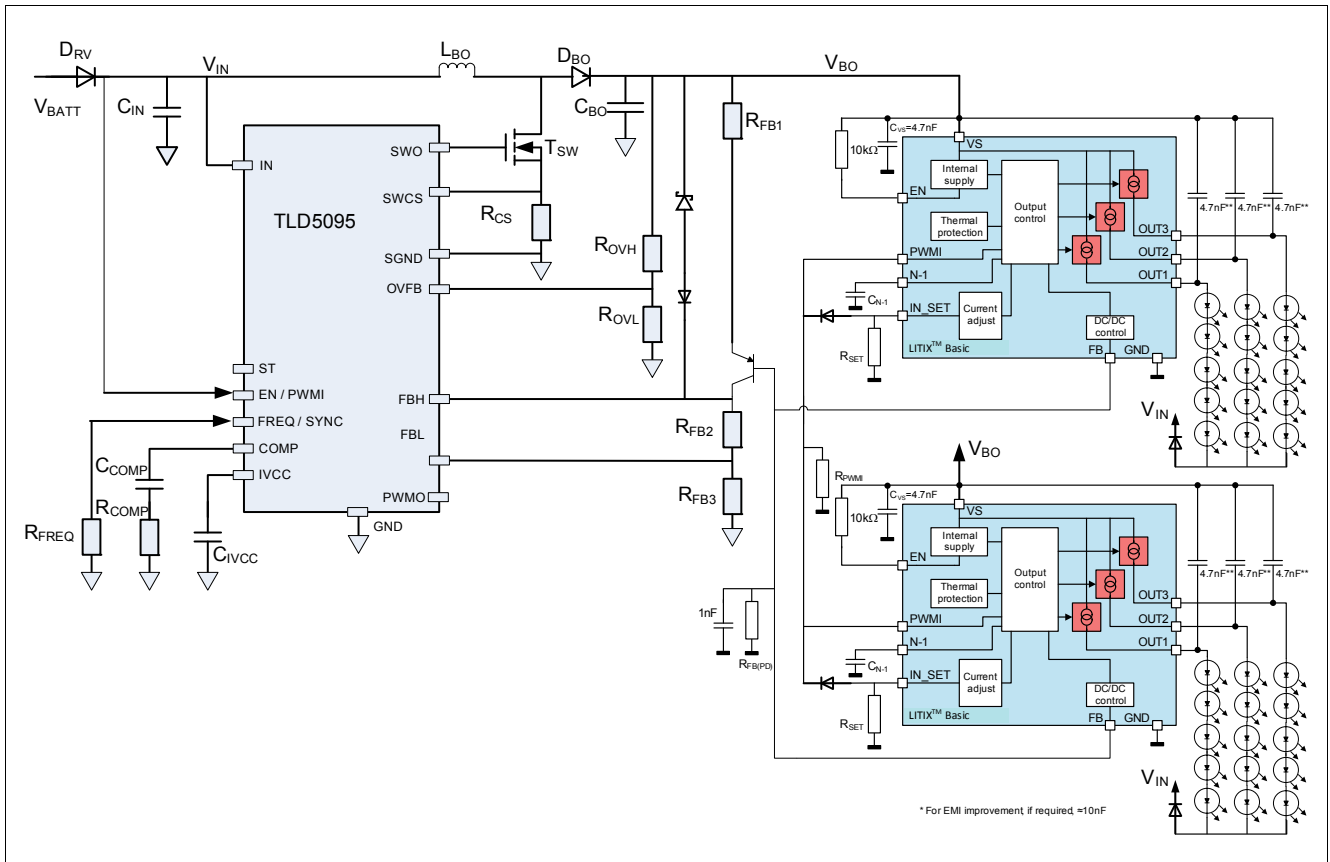 DRV
VBATT
VIN
CIN
LBO
DBO
VBO
CBO
TSW
RCS
ROVH
ROVL
RFB1
RFB2
RFB3
TLD5095
IN
ST
EN / PWMI
FREQ / SYNC
COMP
IVCC
SWO
SWCS
SGND
OVFB
FBH
FBL
PWMO
GND
CCOMP
RCOMP
RFREQ
CIVCC
1nF
RFB(PD)
RPWMI
10kΩ
CVS=4.7nF
VS
EN
Internal supply
Thermal protection
Output control
PWMI
N-1
CN-1
IN_SET
Current adjust
RSET
LITIX™ Basic
DC/DC control
FB
GND
OUT3
OUT2
OUT1
4.7nF**
4.7nF**
4.7nF**
VIN
VBO
10kΩ
CVS=4.7nF
VS
EN
Internal supply
Thermal protection
Output control
PWMI
N-1
CN-1
IN_SET
Current adjust
RSET
LITIX™ Basic
DC/DC control
FB
GND
OUT3
OUT2
OUT1
4.7nF**
4.7nF**
4.7nF**
VIN
* For EMI improvement, if required, ≈10nF